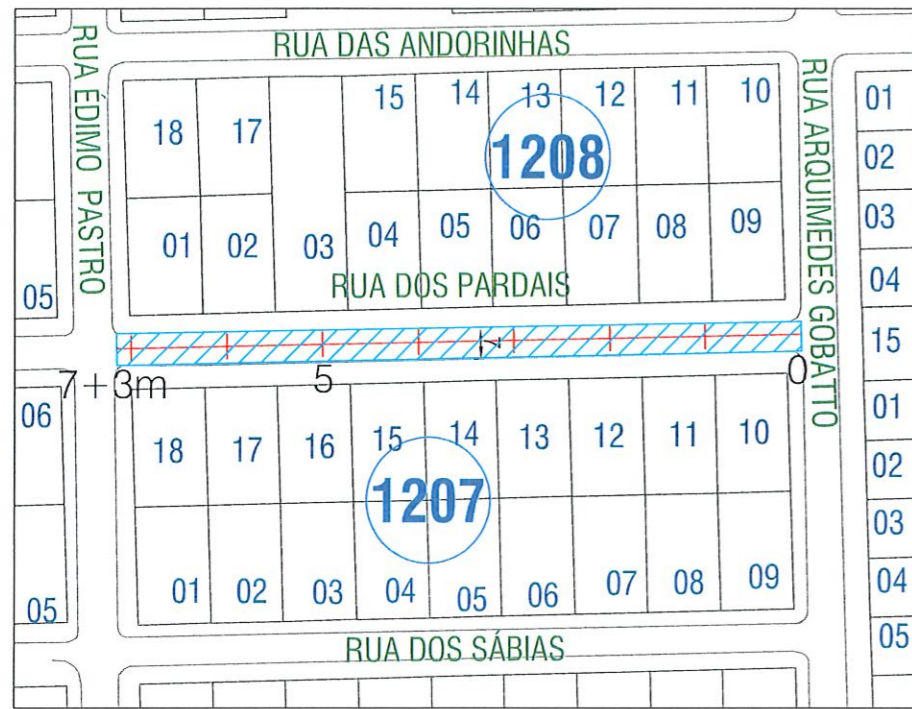 RUA DAS ANDORINHAS
RUA ÉDIMO PASTRO
RUA ARQUIMEDES GOBATTO
18 17 15 14 13 12 11 10
1208
01 02 03 04 05 06 07 08 09
RUA DOS PARDAIS
05
01
02
03
04
15
01
02
03
04
05
7
7+3m 5 0
06
18 17 16 15 14 13 12 11 10
1207
01 02 03 04 05 06 07 08 09
05
RUA DOS SÁBIAS